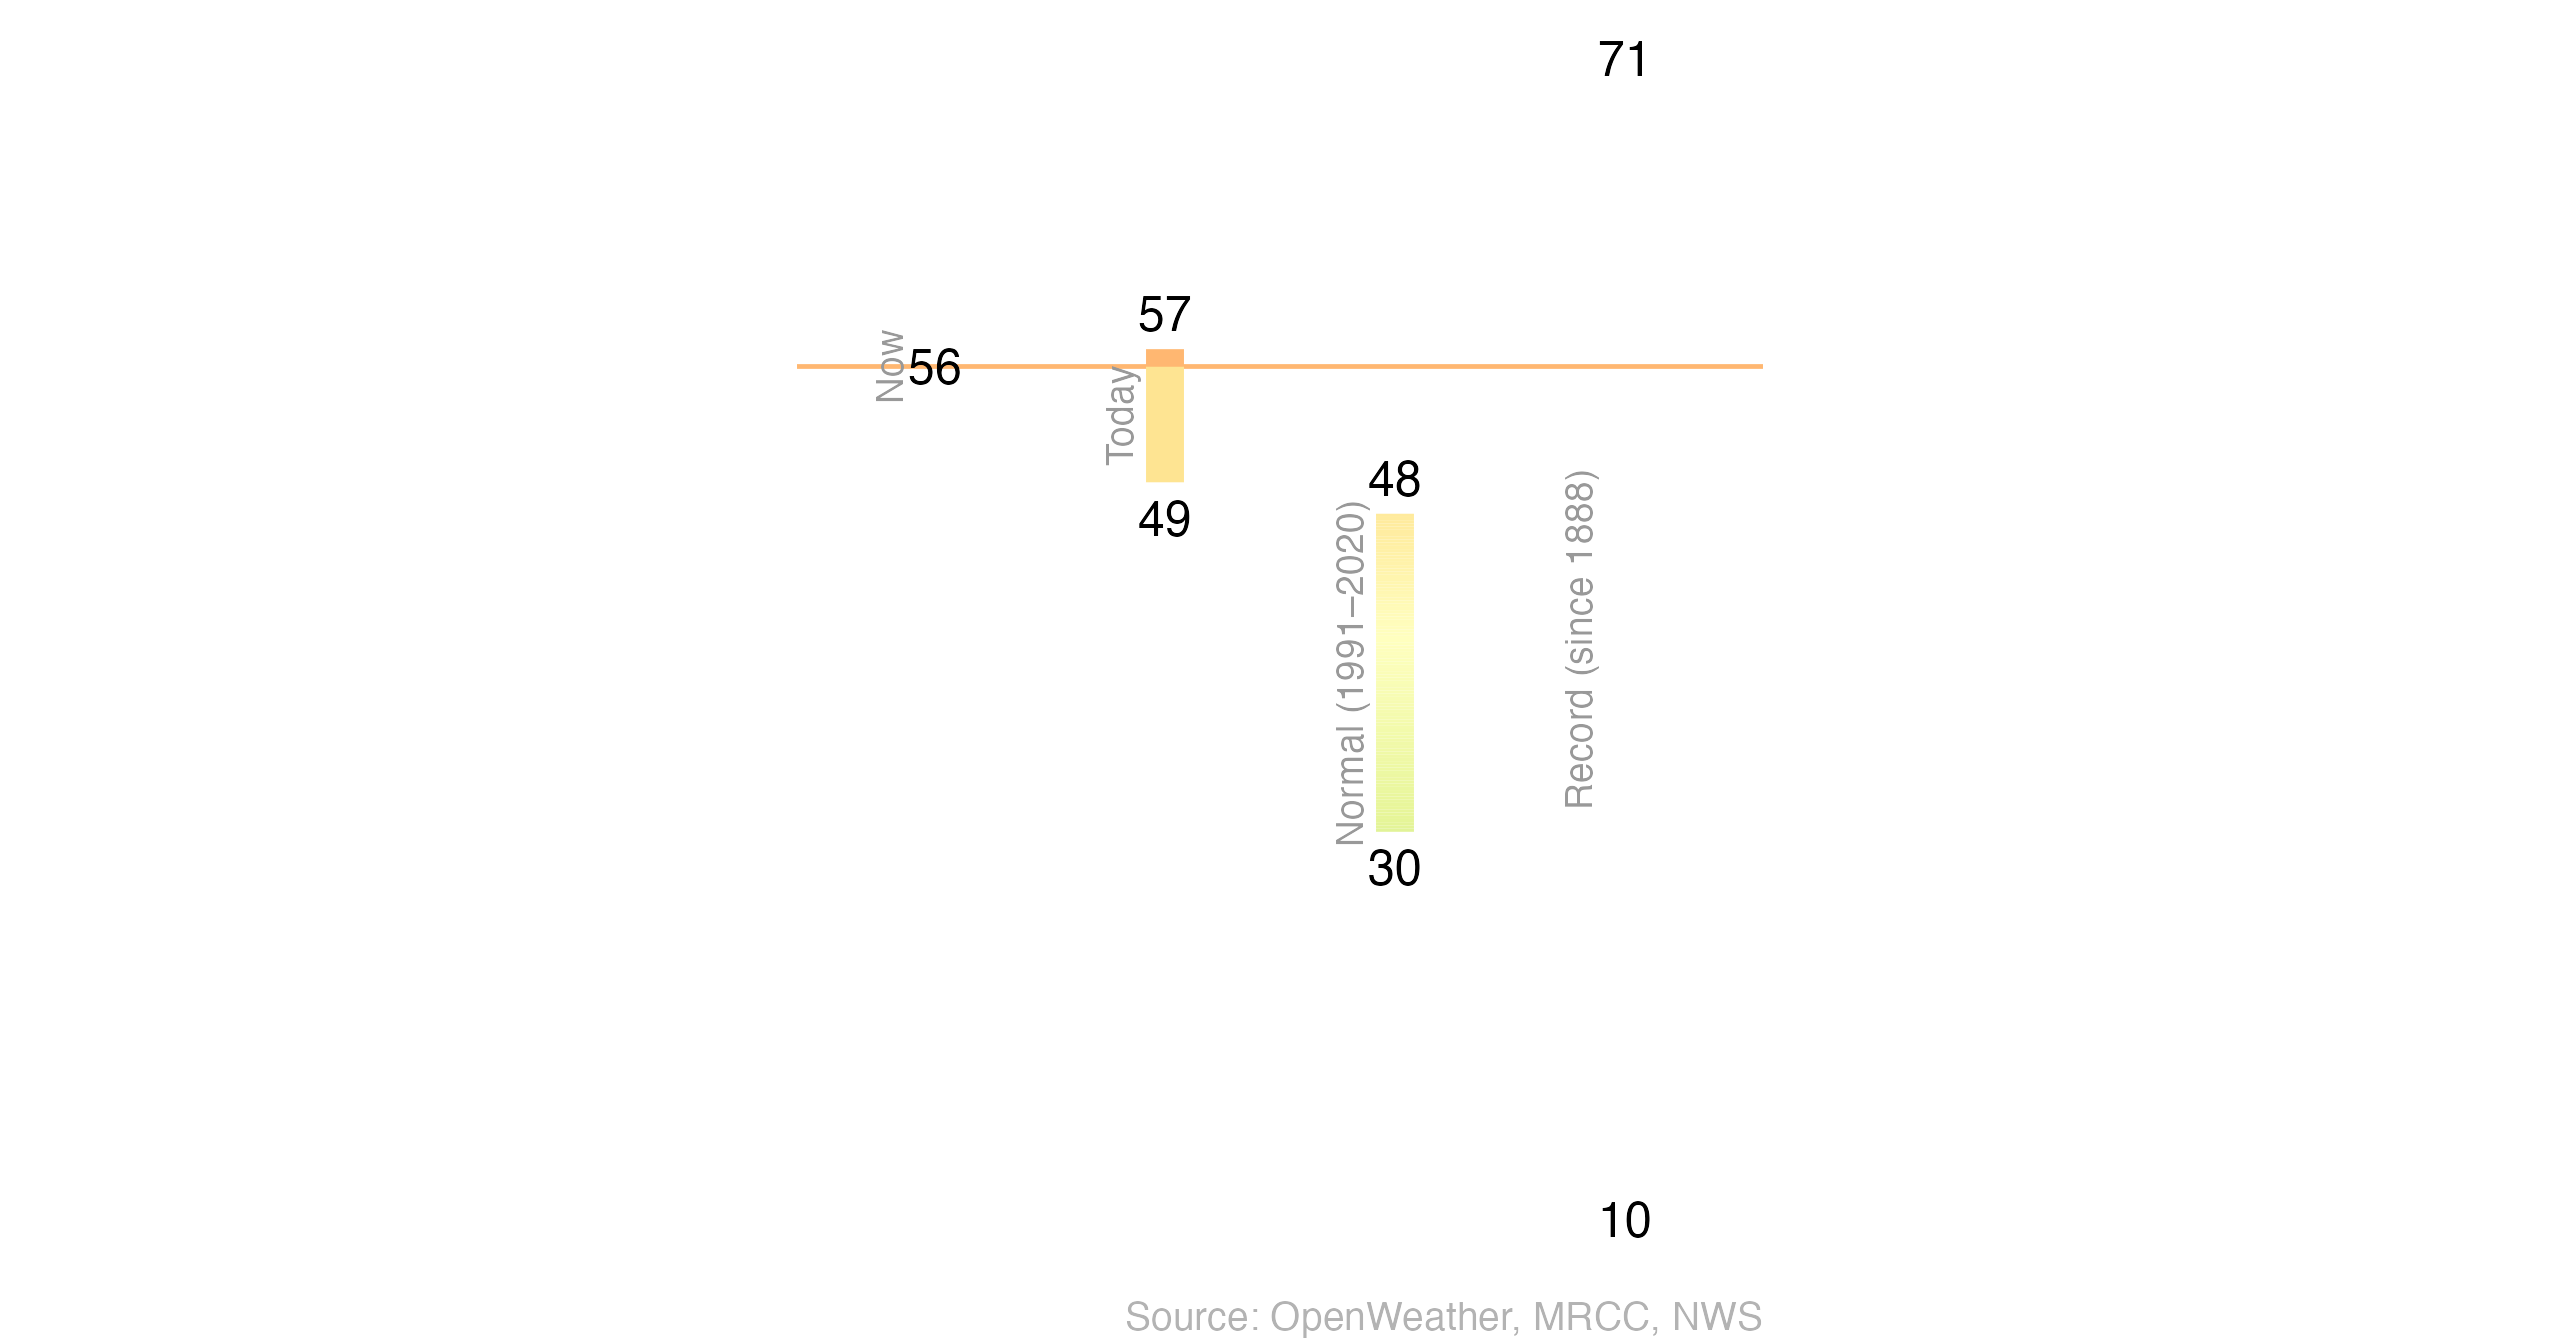 71
57
Now
56
Today
49
48
Normal (1991–2020)
30
Record (since 1888)
10
Source: OpenWeather, MRCC, NWS